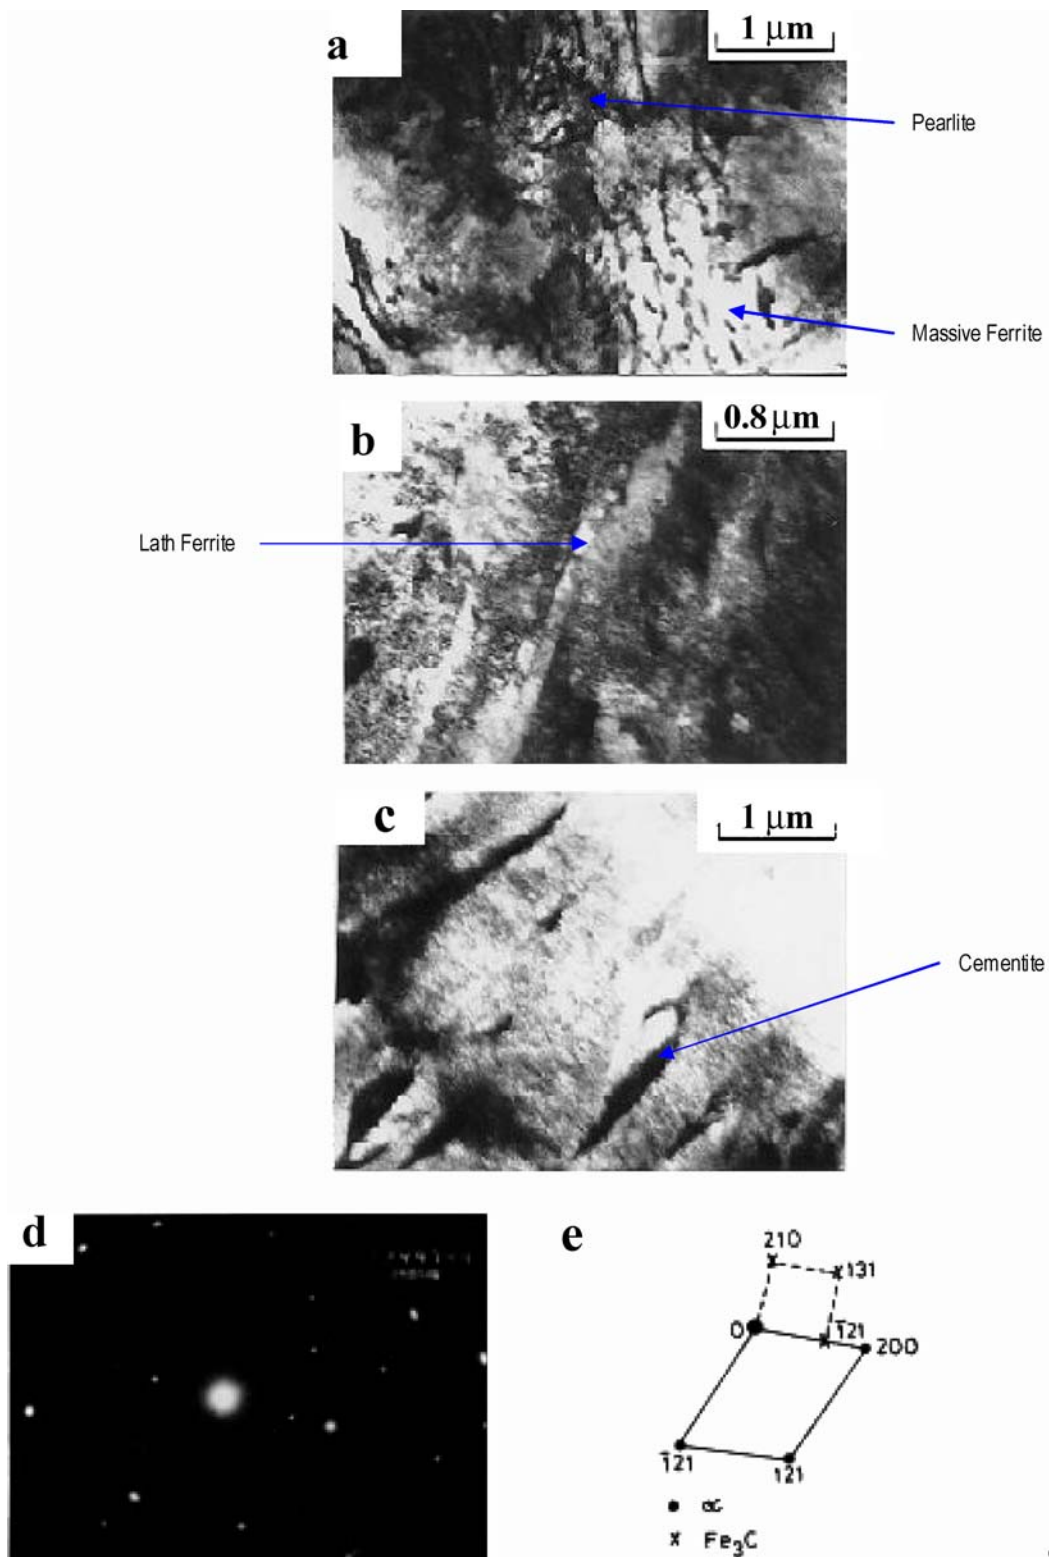 a
1 μm
Pearlite
Massive Ferrite
b
0.8 μm
Lath Ferrite
c
1 μm
Cementite
d
e
210
131
0
1̄21
200
1̄21
121
● α
x Fe₃C